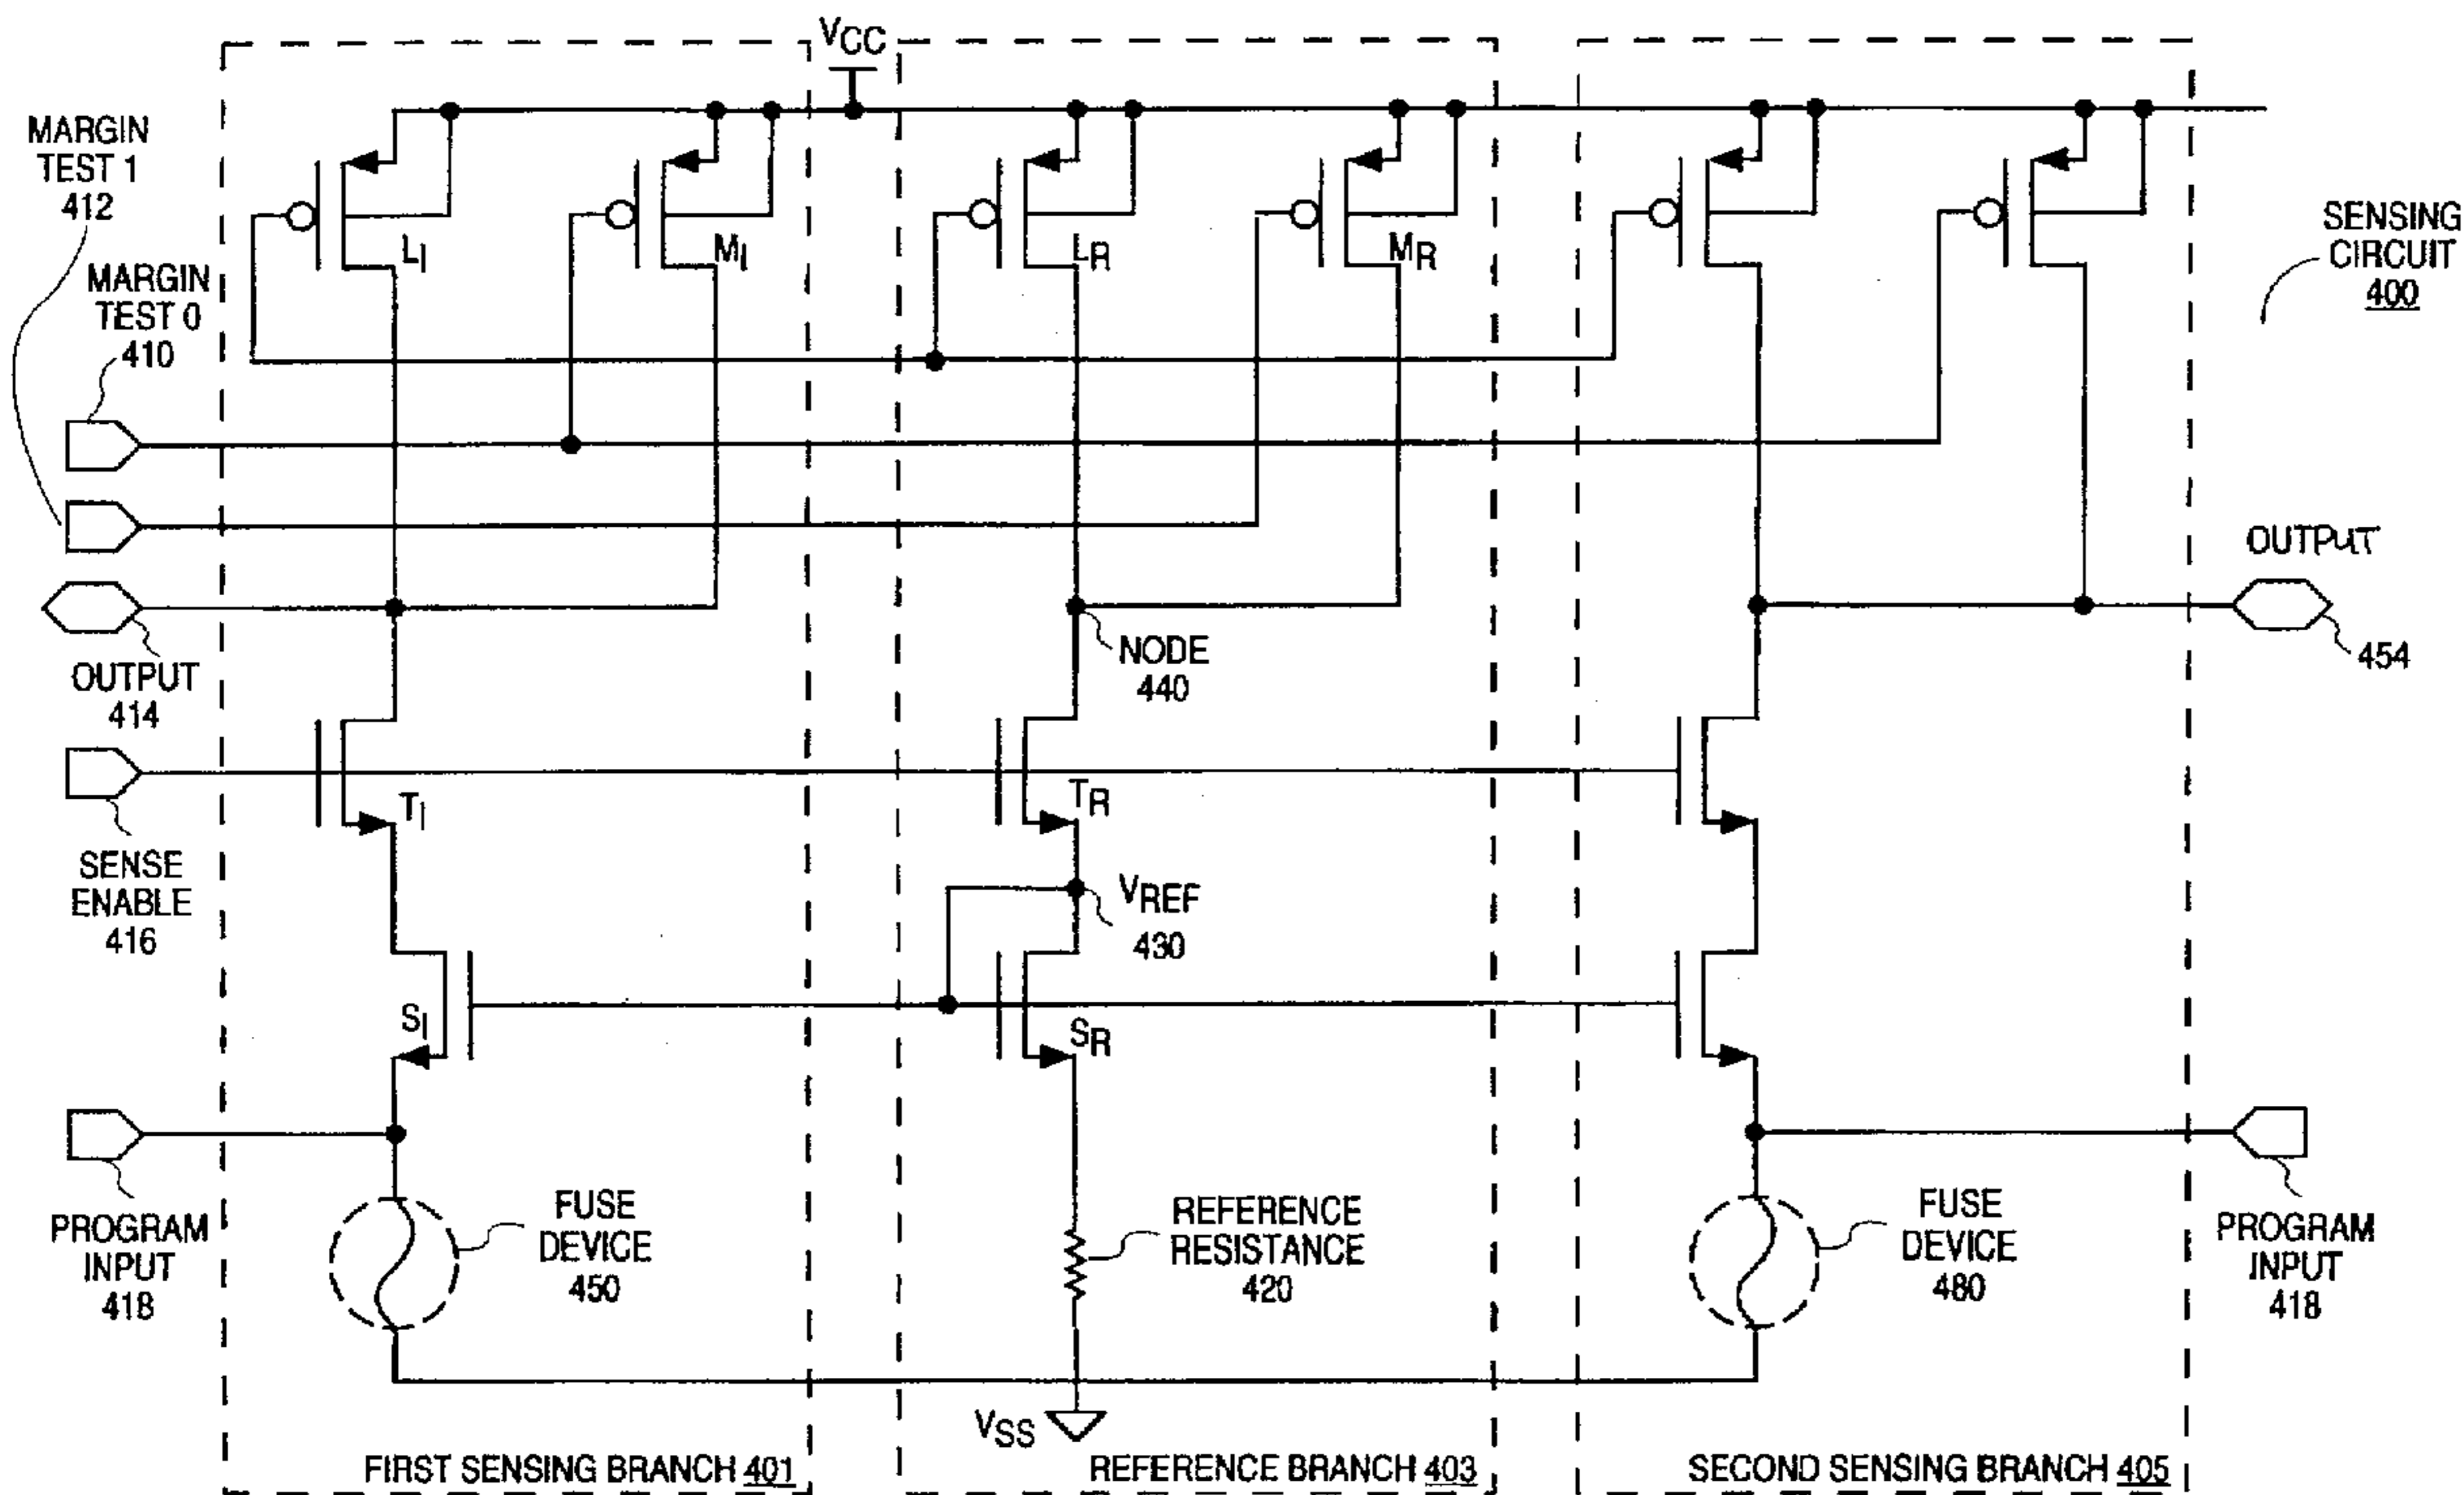 VCC
MARGIN
TEST 1
412
MARGIN
TEST 0
410
LI
MI
LR
MR
SENSING
CIRCUIT
400
OUTPUT
454
OUTPUT
414
NODE
440
TI
TR
SENSE
ENABLE
416
VREF
430
SI
SR
PROGRAM
INPUT
418
FUSE
DEVICE
450
REFERENCE
RESISTANCE
420
FUSE
DEVICE
480
PROGRAM
INPUT
418
VSS
FIRST SENSING BRANCH 401
REFERENCE BRANCH 403
SECOND SENSING BRANCH 405